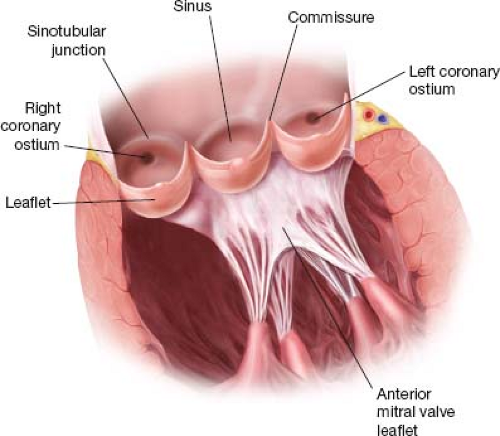 Sinus
Commissure
Sinotubular
junction
Left coronary
ostium
Right
coronary
ostium
Leaflet
Anterior
mitral valve
leaflet